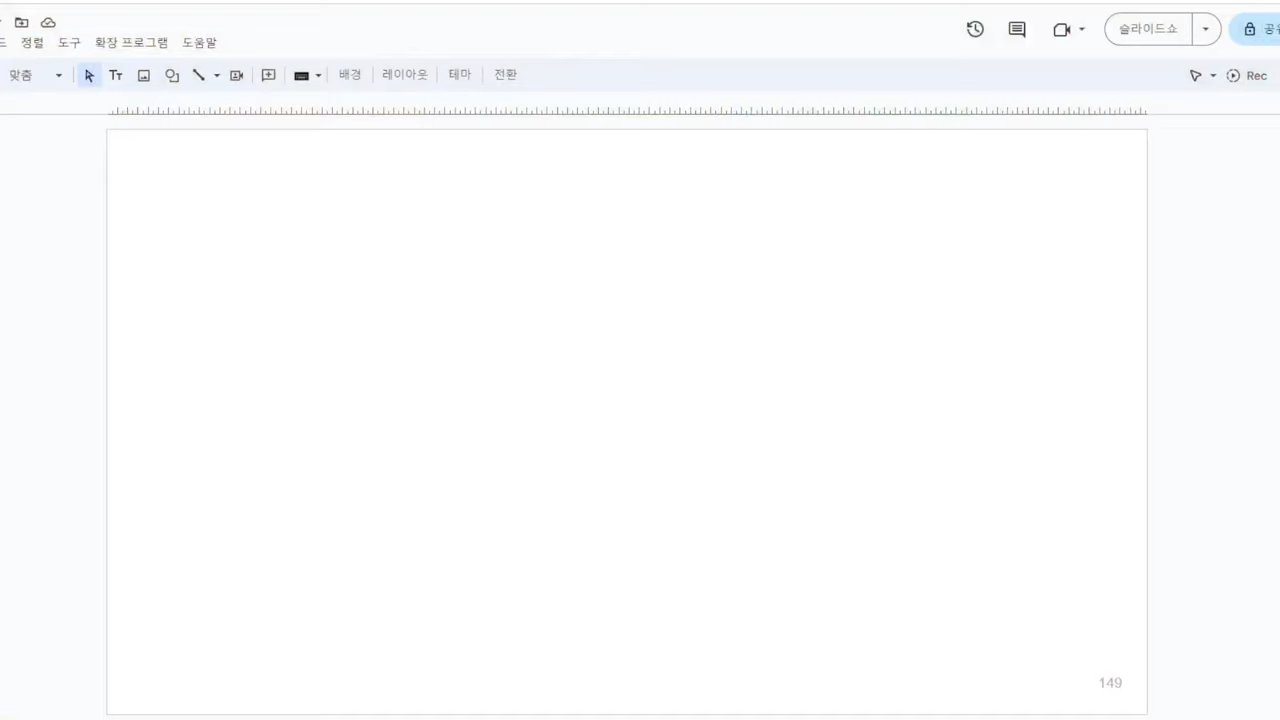 정렬 도구 확장 프로그램 도움말
슬라이드쇼
맞춤
배경 레이아웃 테마 전환
Rec
149